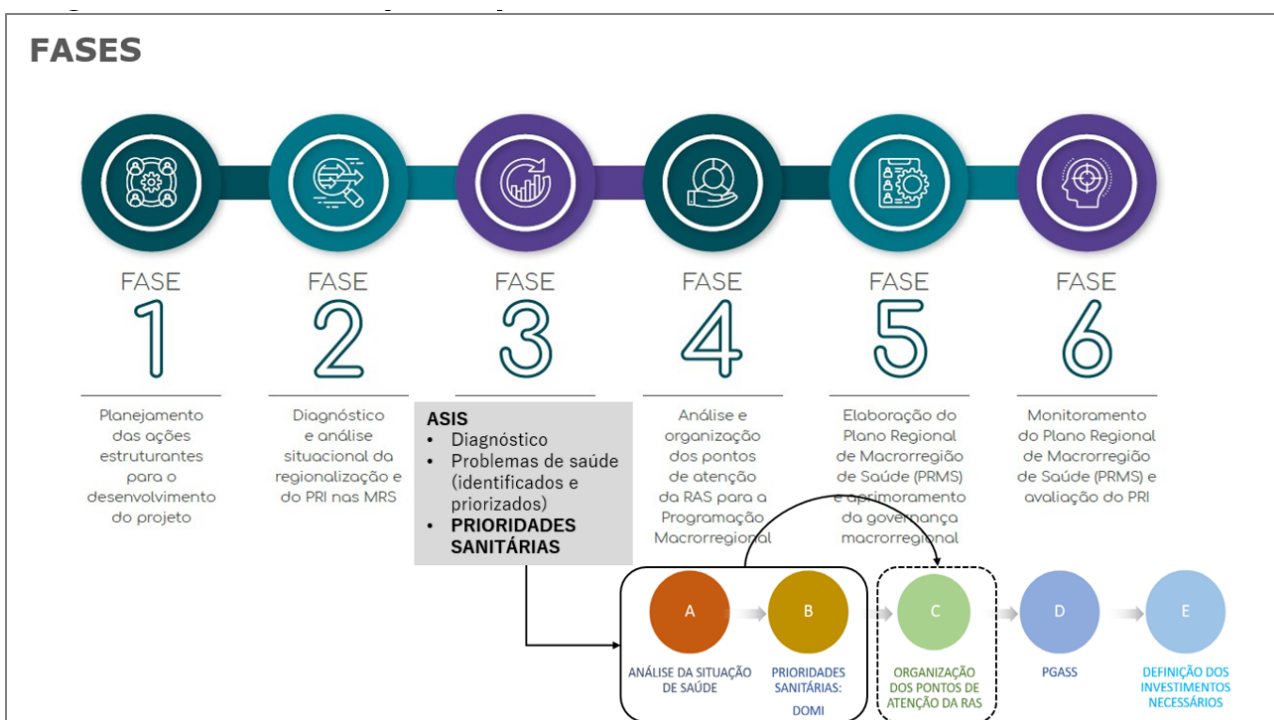 FASES
FASE
1
Planejamento
das ações
estruturantes
para o
desenvolvimento
do projeto
FASE
2
Diagnóstico
e análise
situacional da
regionalização e
do PRI nas MRS
FASE
3
ASIS
• Diagnóstico
• Problemas de saúde
(identificados e
priorizados)
• PRIORIDADES
SANITÁRIAS
FASE
4
Análise e
organização
dos pontos
de atenção
da RAS para a
Programação
Macrorregional
FASE
5
Elaboração do
Plano Regional
de Macrorregião
de Saúde (PRMS)
e aprimoramento
da governança
macrorregional
FASE
6
Monitoramento
do Plano Regional
de Macrorregião
de Saúde (PRMS) e
avaliação do PRI
A
ANÁLISE DA SITUAÇÃO
DE SAÚDE
B
PRIORIDADES
SANITÁRIAS:
DOMI
C
ORGANIZAÇÃO
DOS PONTOS DE
ATENÇÃO DA RAS
D
PGASS
E
DEFINIÇÃO DOS
INVESTIMENTOS
NECESSÁRIOS